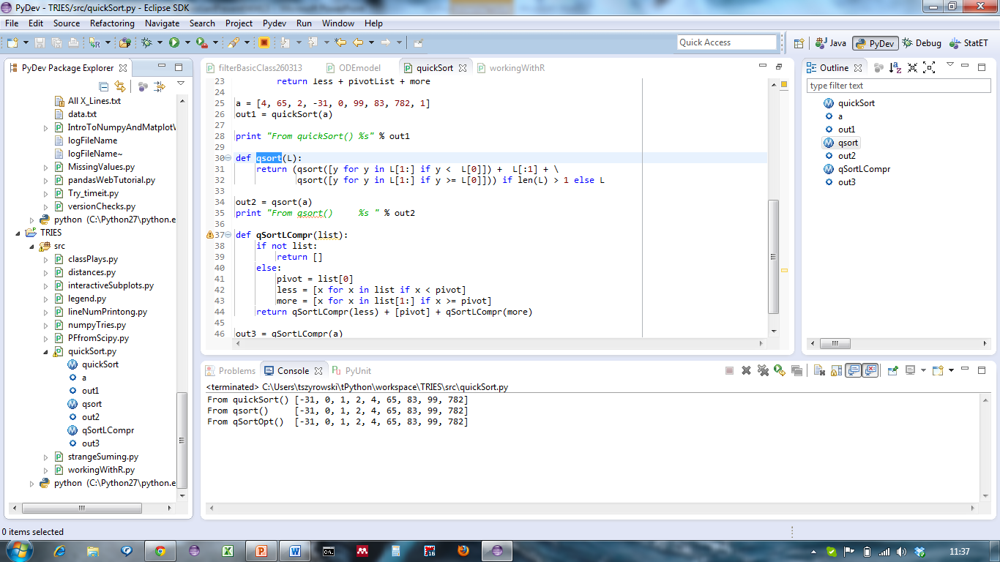 PyDev - TRIES/src/quickSort.py - Eclipse SDK
File Edit Source Refactoring Navigate Search Project Pydev Run Window Help
Quick Access
Java PyDev Debug StatET
PyDev Package Explorer
All X_Lines.txt
data.txt
IntroToNumpyAndMatplot
logFileName
logFileName~
MissingValues.py
pandasWebTutorial.py
Try_timeit.py
versionChecks.py
python (C:\Python27\python.e
TRIES
src
classPlays.py
distances.py
interactiveSubplots.py
legend.py
lineNumPrintong.py
numpyTries.py
PFfromScipy.py
quickSort.py
quickSort
a
out1
qsort
out2
qSortLCompr
out3
strangeSuming.py
workingWithR.py
python (C:\Python27\python.e
filterBasicClass260313 ODEmodel quickSort workingWithR
23 return less + pivotList + more
24
25 a = [4, 65, 2, -31, 0, 99, 83, 782, 1]
26 out1 = quickSort(a)
27
28 print "From quickSort() %s" % out1
29
30 def qsort(L):
31 return (qsort([y for y in L[1:] if y < L[0]]) + L[:1] + \
32 qsort([y for y in L[1:] if y >= L[0]])) if len(L) > 1 else L
33
34 out2 = qsort(a)
35 print "From qsort() %s " % out2
36
37 def qSortLCompr(list):
38 if not list:
39 return []
40 else:
41 pivot = list[0]
42 less = [x for x in list if x < pivot]
43 more = [x for x in list[1:] if x >= pivot]
44 return qSortLCompr(less) + [pivot] + qSortLCompr(more)
45
46 out3 = qSortLCompr(a)
Outline
type filter text
quickSort
a
out1
qsort
out2
qSortLCompr
out3
Problems Console PyUnit
<terminated> C:\Users\tszyrowski\tPython\workspace\TRIES\src\quickSort.py
From quickSort() [-31, 0, 1, 2, 4, 65, 83, 99, 782]
From qsort() [-31, 0, 1, 2, 4, 65, 83, 99, 782]
From qSortOpt() [-31, 0, 1, 2, 4, 65, 83, 99, 782]
0 items selected
11:37